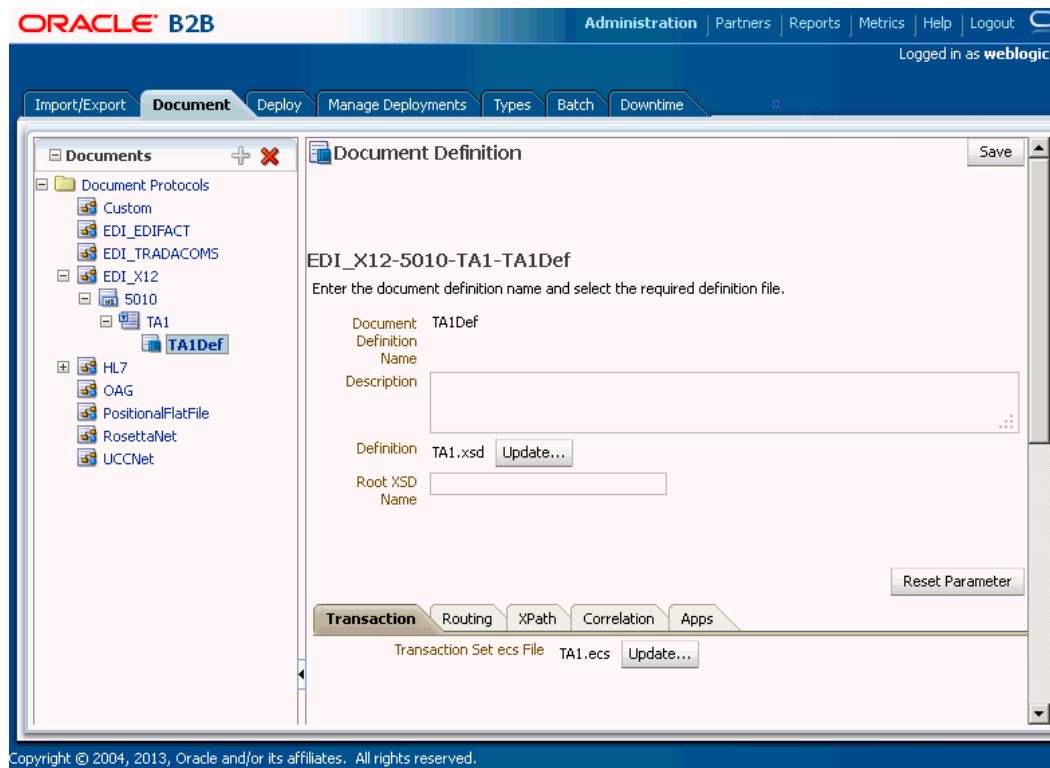 ORACLE B2B
Administration Partners Reports Metrics Help Logout
Logged in as weblogic
Import/Export Document Deploy Manage Deployments Types Batch Downtime
Documents
Document Protocols
Custom
EDI_EDIFACT
EDI_TRADACOMS
EDI_X12
5010
TA1
TA1Def
HL7
OAG
PositionalFlatFile
RosettaNet
UCCNet
Document Definition
Save
EDI_X12-5010-TA1-TA1Def
Enter the document definition name and select the required definition file.
Document Definition Name TA1Def
Description
Definition TA1.xsd Update...
Root XSD Name
Reset Parameter
Transaction Routing XPath Correlation Apps
Transaction Set ecs File TA1.ecs Update...
Copyright © 2004, 2013, Oracle and/or its affiliates. All rights reserved.